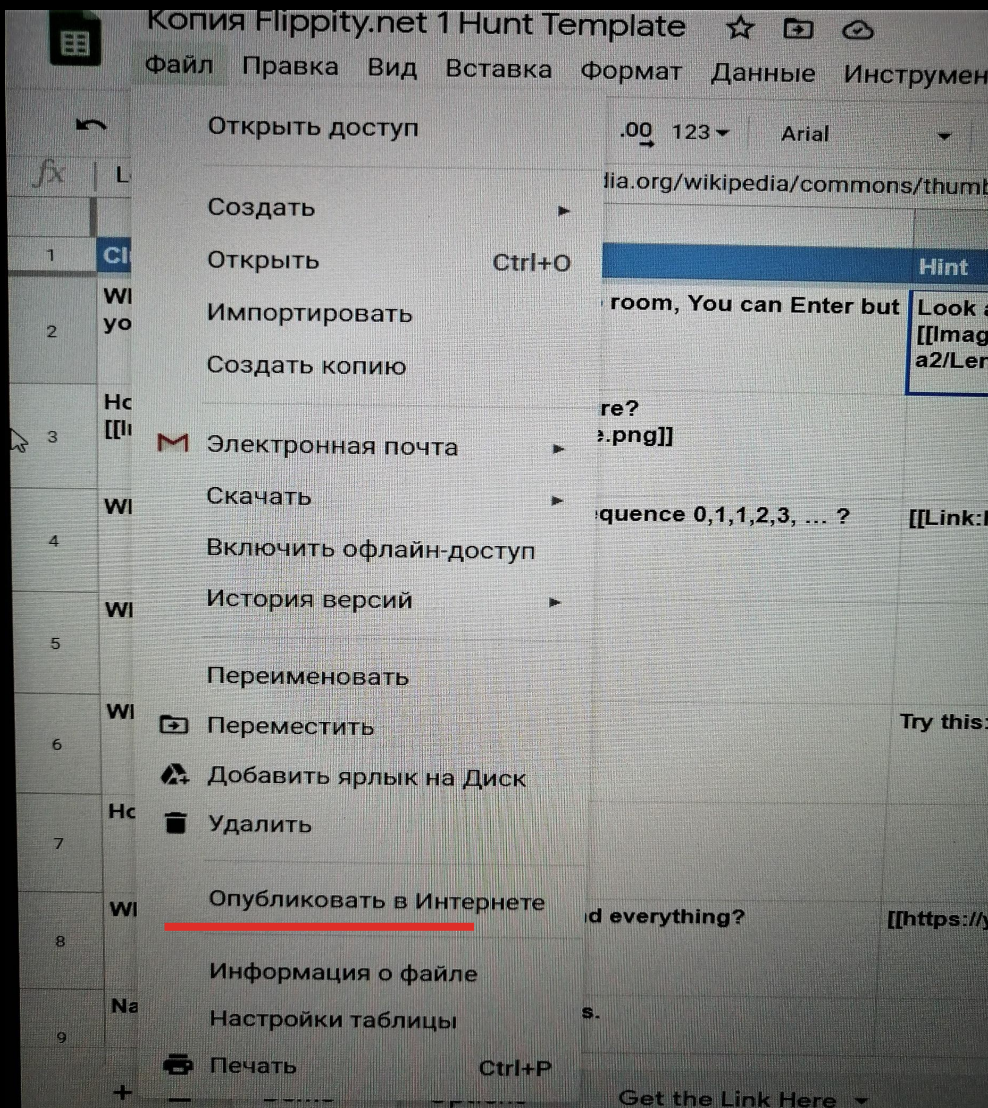 Копия Flippity.net 1 Hunt Template
Файл Правка Вид Вставка Формат Данные
.00 123 Arial
fx
Открыть доступ
Создать
Открыть Ctrl+O
Импортировать
Создать копию
Электронная почта
Скачать
Включить офлайн-доступ
История версий
Переименовать
Переместить
Добавить ярлык на Диск
Удалить
Опубликовать в Интернете
Информация о файле
Настройки таблицы
Печать Ctrl+P
dia.org/wikipedia/commons/thumb
1 Hint
2 room, You can Enter but Look
yo [[Imag
a2/Ler
3 re?
e.png]]
4 equence 0,1,1,2,3, ... ? [[Link:
5
6 Try this:
7
8 d everything? [[https://y
9 s.
+ Get the Link Here